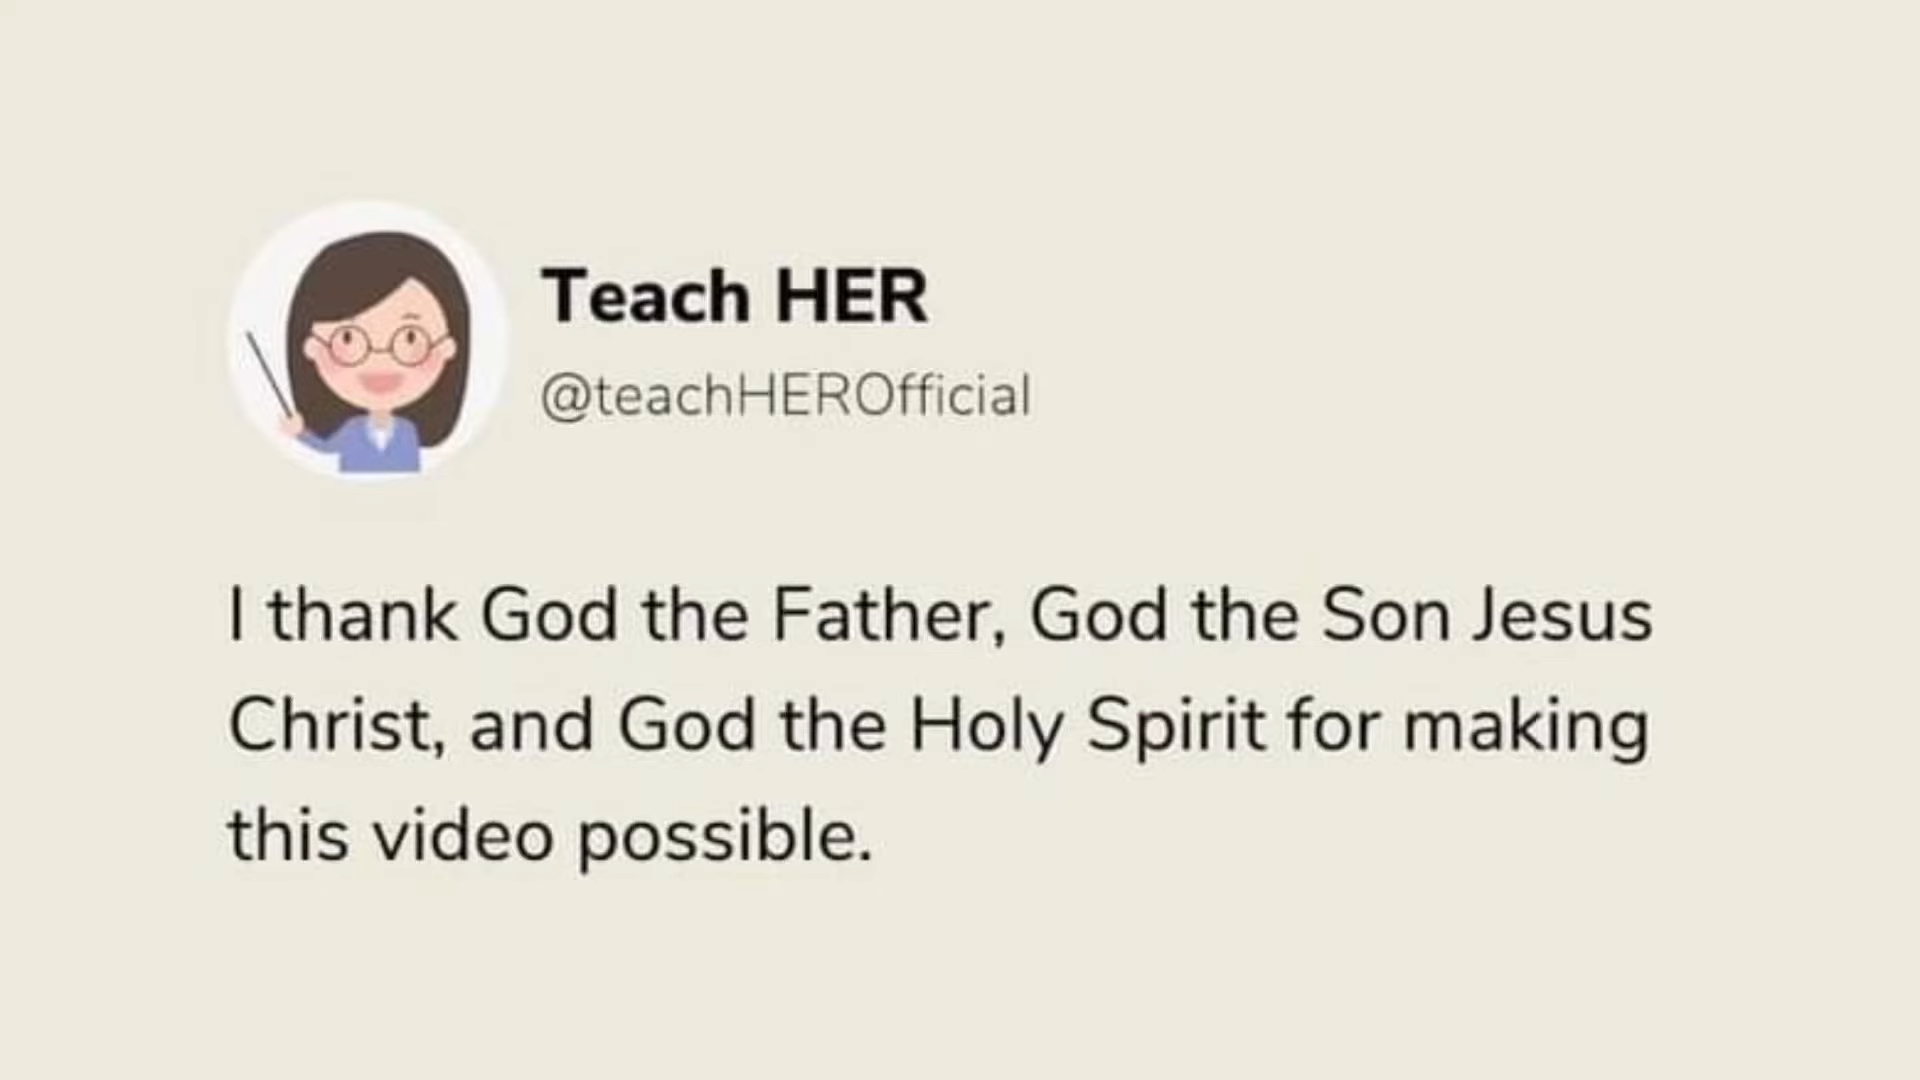 Teach HER
@teachHEROfficial
I thank God the Father, God the Son Jesus
Christ, and God the Holy Spirit for making
this video possible.